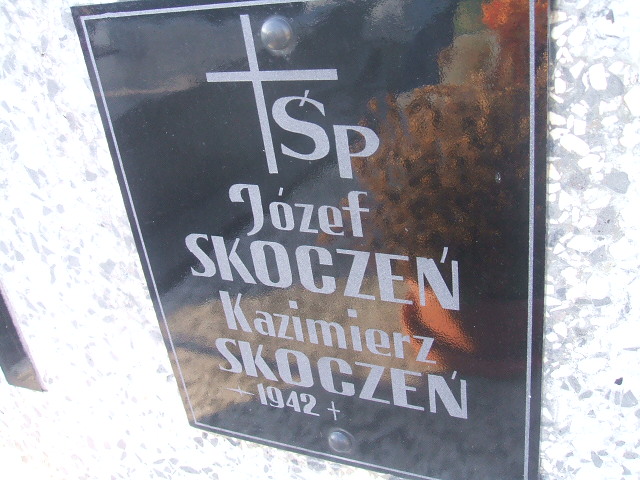 ŚP
Józef
SKOCZEŃ
Kazimierz
SKOCZEŃ
1942 +